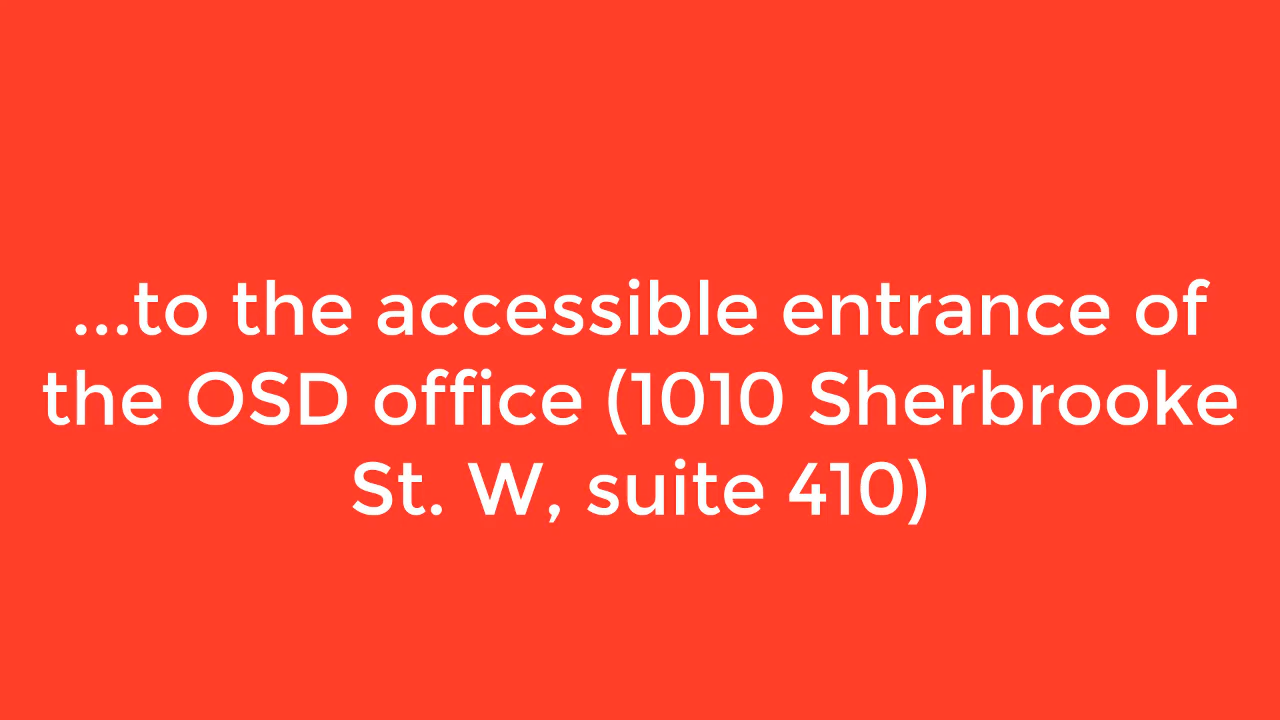 ...to the accessible entrance of
the OSD office (1010 Sherbrooke
St. W, suite 410)